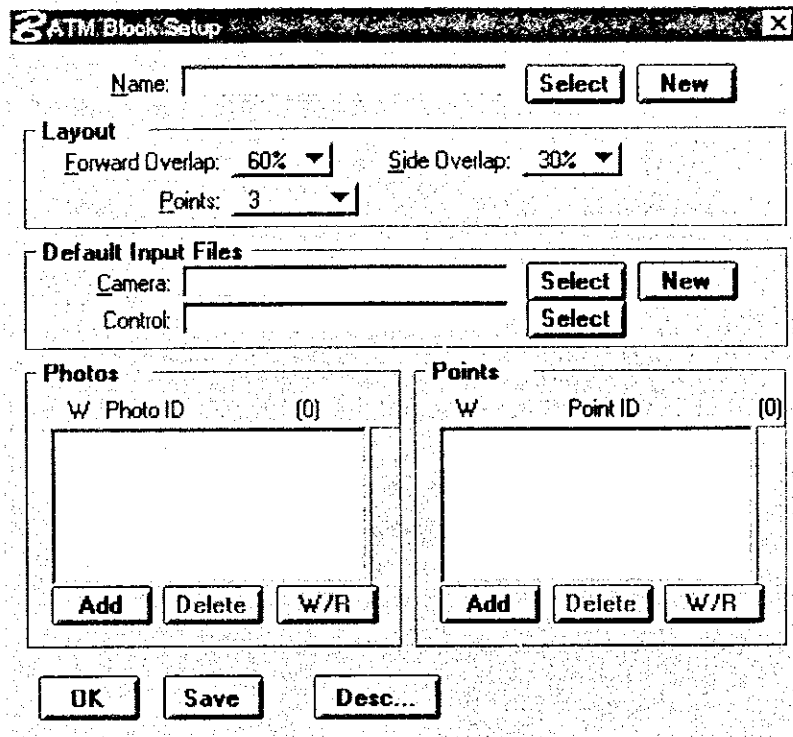 ATM Block Setup X
Name: Select New
Layout
Forward Overlap: 60% Side Overlap: 30%
Points: 3
Default Input Files
Camera: Select New
Control: Select
Photos
W Photo ID (0)
Add Delete W/R
Points
W Point ID (0)
Add Delete W/R
OK Save Desc...